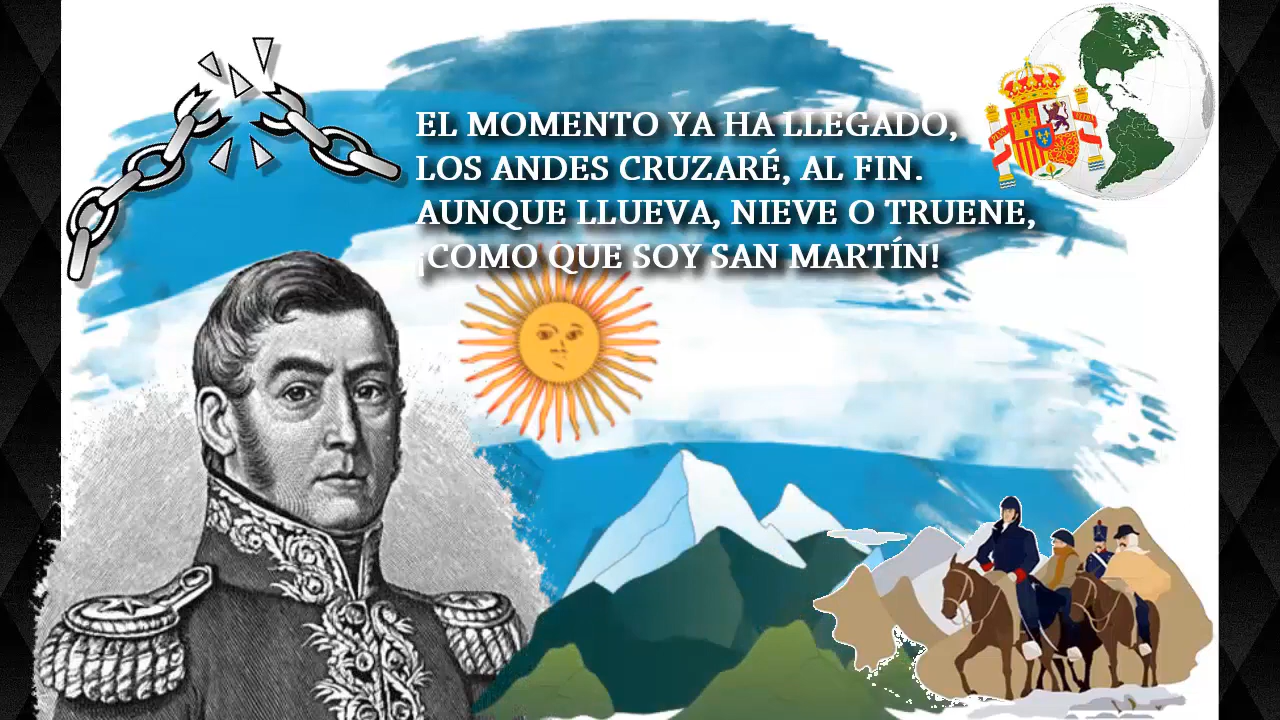 EL MOMENTO YA HA LLEGADO,
LOS ANDES CRUZARÉ, AL FIN.
AUNQUE LLUEVA, NIEVE O TRUENE,
¡COMO QUE SOY SAN MARTÍN!